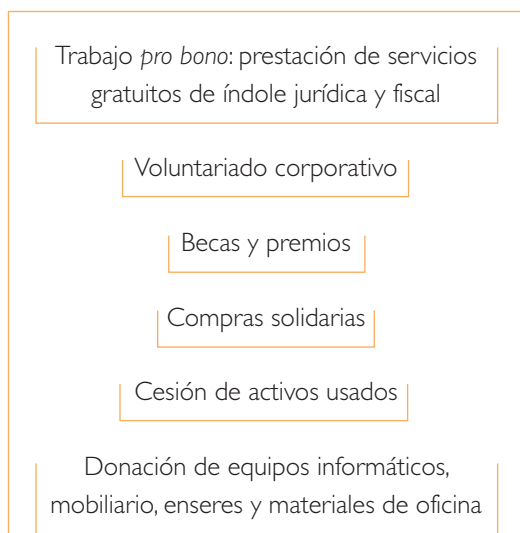 Trabajo pro bono: prestación de servicios
gratuitos de índole jurídica y fiscal
Voluntariado corporativo
Becas y premios
Compras solidarias
Cesión de activos usados
Donación de equipos informáticos,
mobiliario, enseres y materiales de oficina